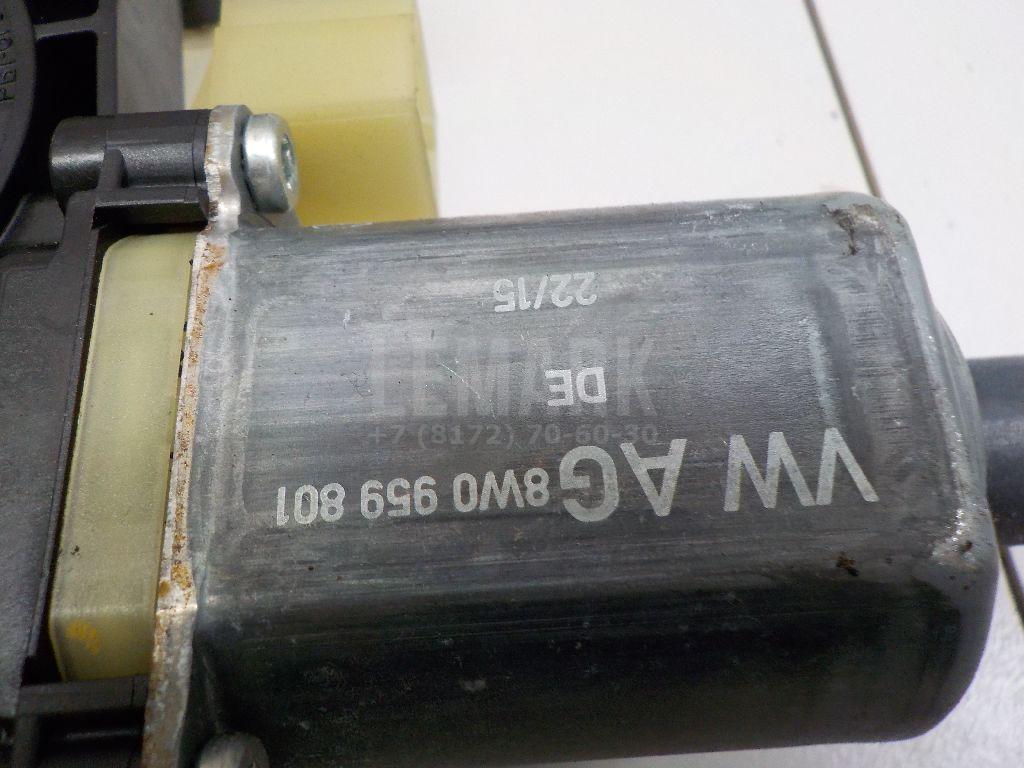 VW AG 8W0 959 801
DE
22/15
LEMARK
+7 (8172) 70-60-30